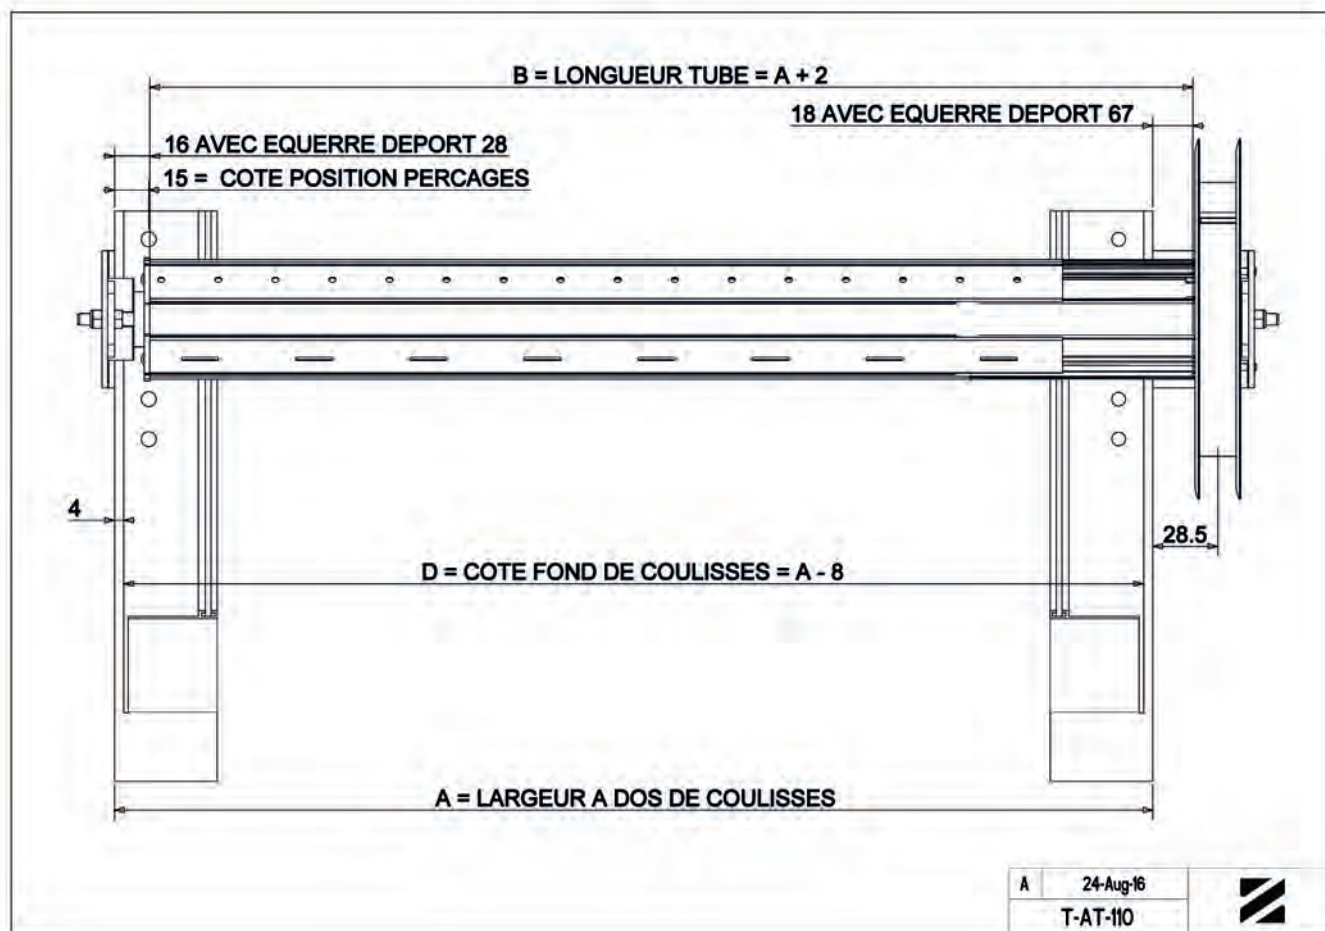 B = LONGUEUR TUBE = A + 2
18 AVEC EQUERRE DEPORT 67
16 AVEC EQUERRE DEPORT 28
15 = COTE POSITION PERCAGES
4
28.5
D = COTE FOND DE COULISSES = A - 8
A = LARGEUR A DOS DE COULISSES
A 24-Aug-16
T-AT-110